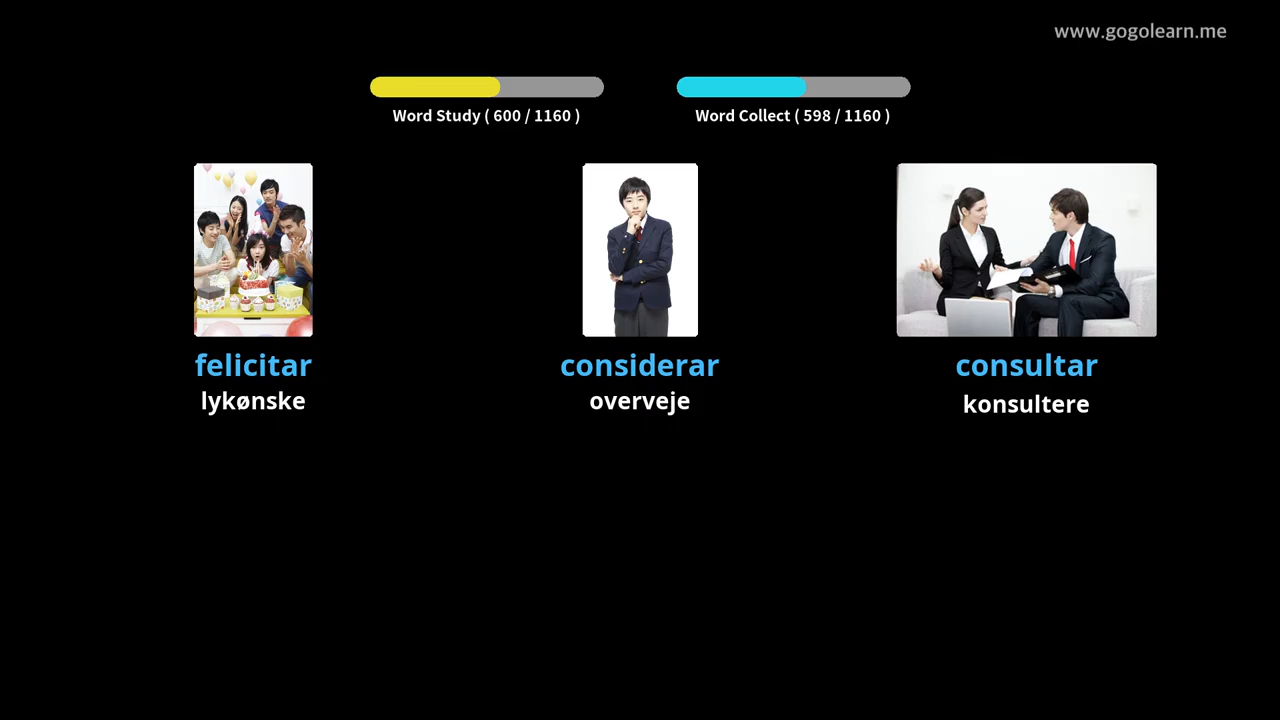 www.gogolearn.me
Word Study ( 600 / 1160 )
Word Collect ( 598 / 1160 )
felicitar
considerar
consultar
lykønske
overveje
konsultere